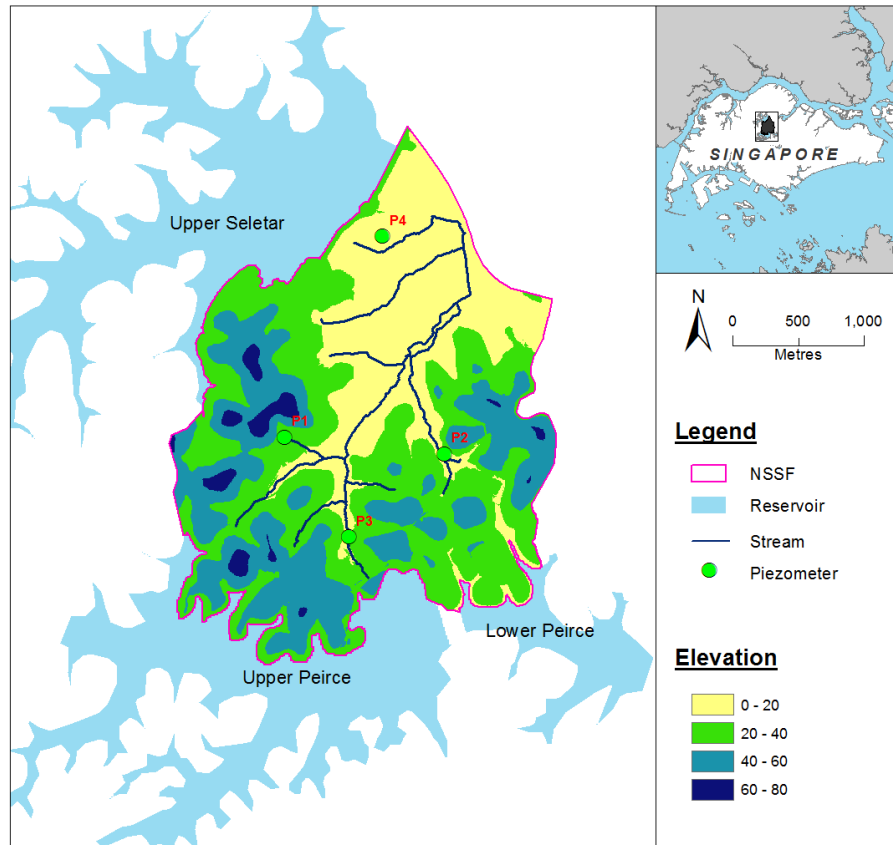 Upper Seletar
P4
P1
P2
P3
Lower Peirce
Upper Peirce
SINGAPORE
N
0 500 1,000
Metres
Legend
NSSF
Reservoir
Stream
Piezometer
Elevation
0 - 20
20 - 40
40 - 60
60 - 80